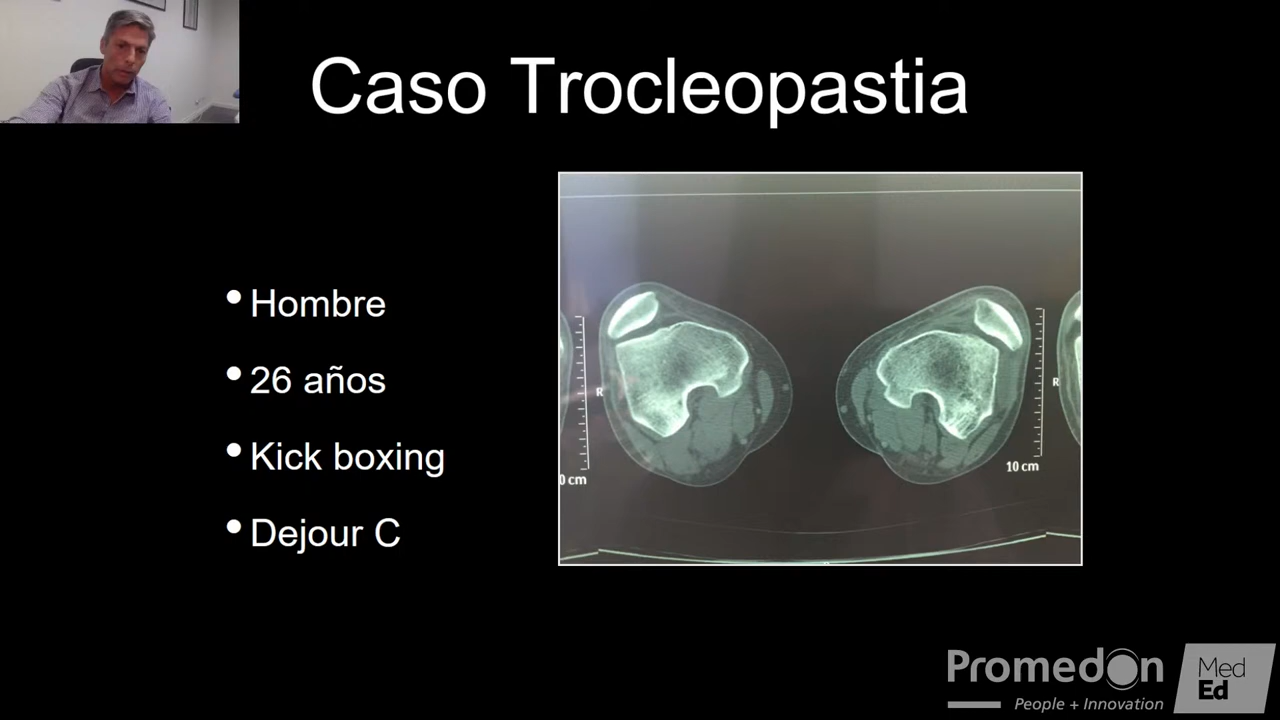 Caso Trocleopastia
• Hombre
• 26 años
• Kick boxing
• Dejour C
R
0 cm
10 cm
R
Promedon
People + Innovation
Med
Ed